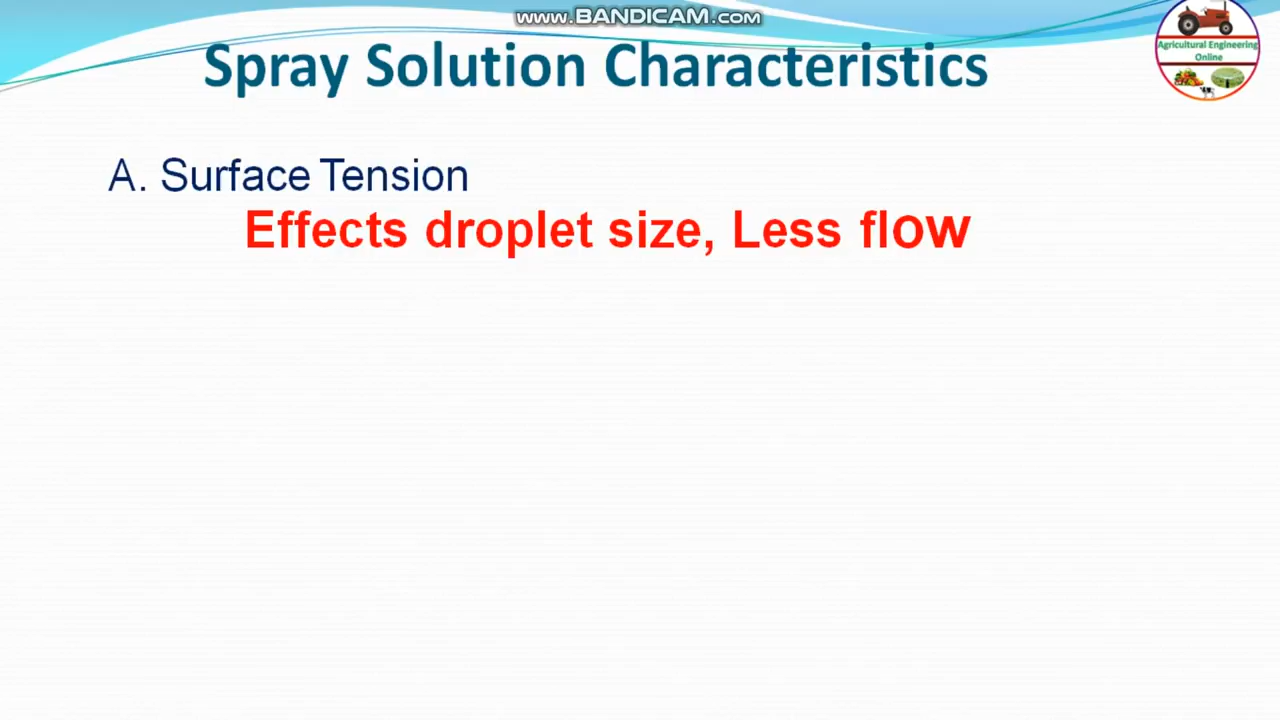 www.BANDICAM.com
Spray Solution Characteristics
Agricultural Engineering
Online
A. Surface Tension
Effects droplet size, Less flow